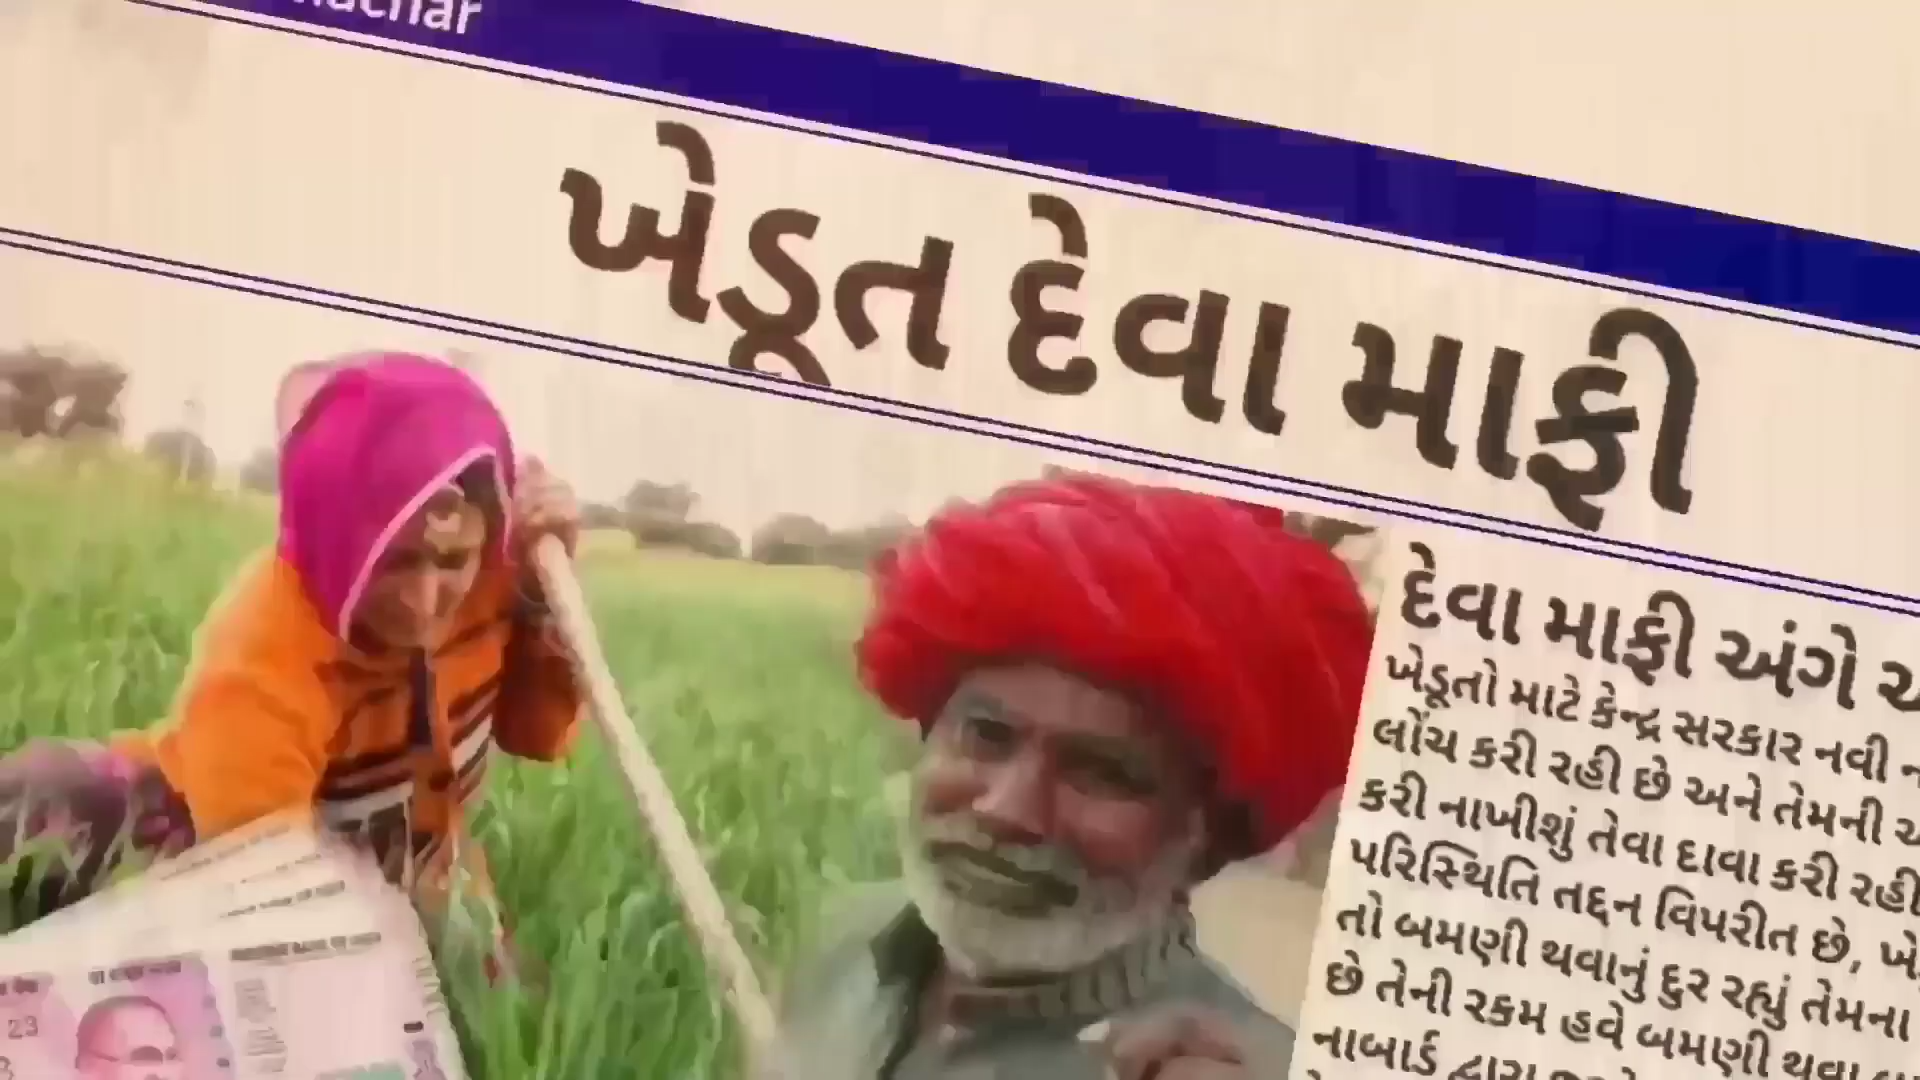 ખેડૂત દેવા માફી
દેવા માફી અંગે
ખેડૂતો માટે કેન્દ્ર સરકાર નવી
લોંચ કરી રહી છે અને તેમની
કરી નાખીશું તેવા દાવા કરી રહી
પરિસ્થિતિ તદ્દન વિપરીત છે,
તો બમણી થવાનું દુર રહ્યું તેમના
છે તેની રકમ હવે બમણી થવા
નાબાર્ડ દ્વારા
23